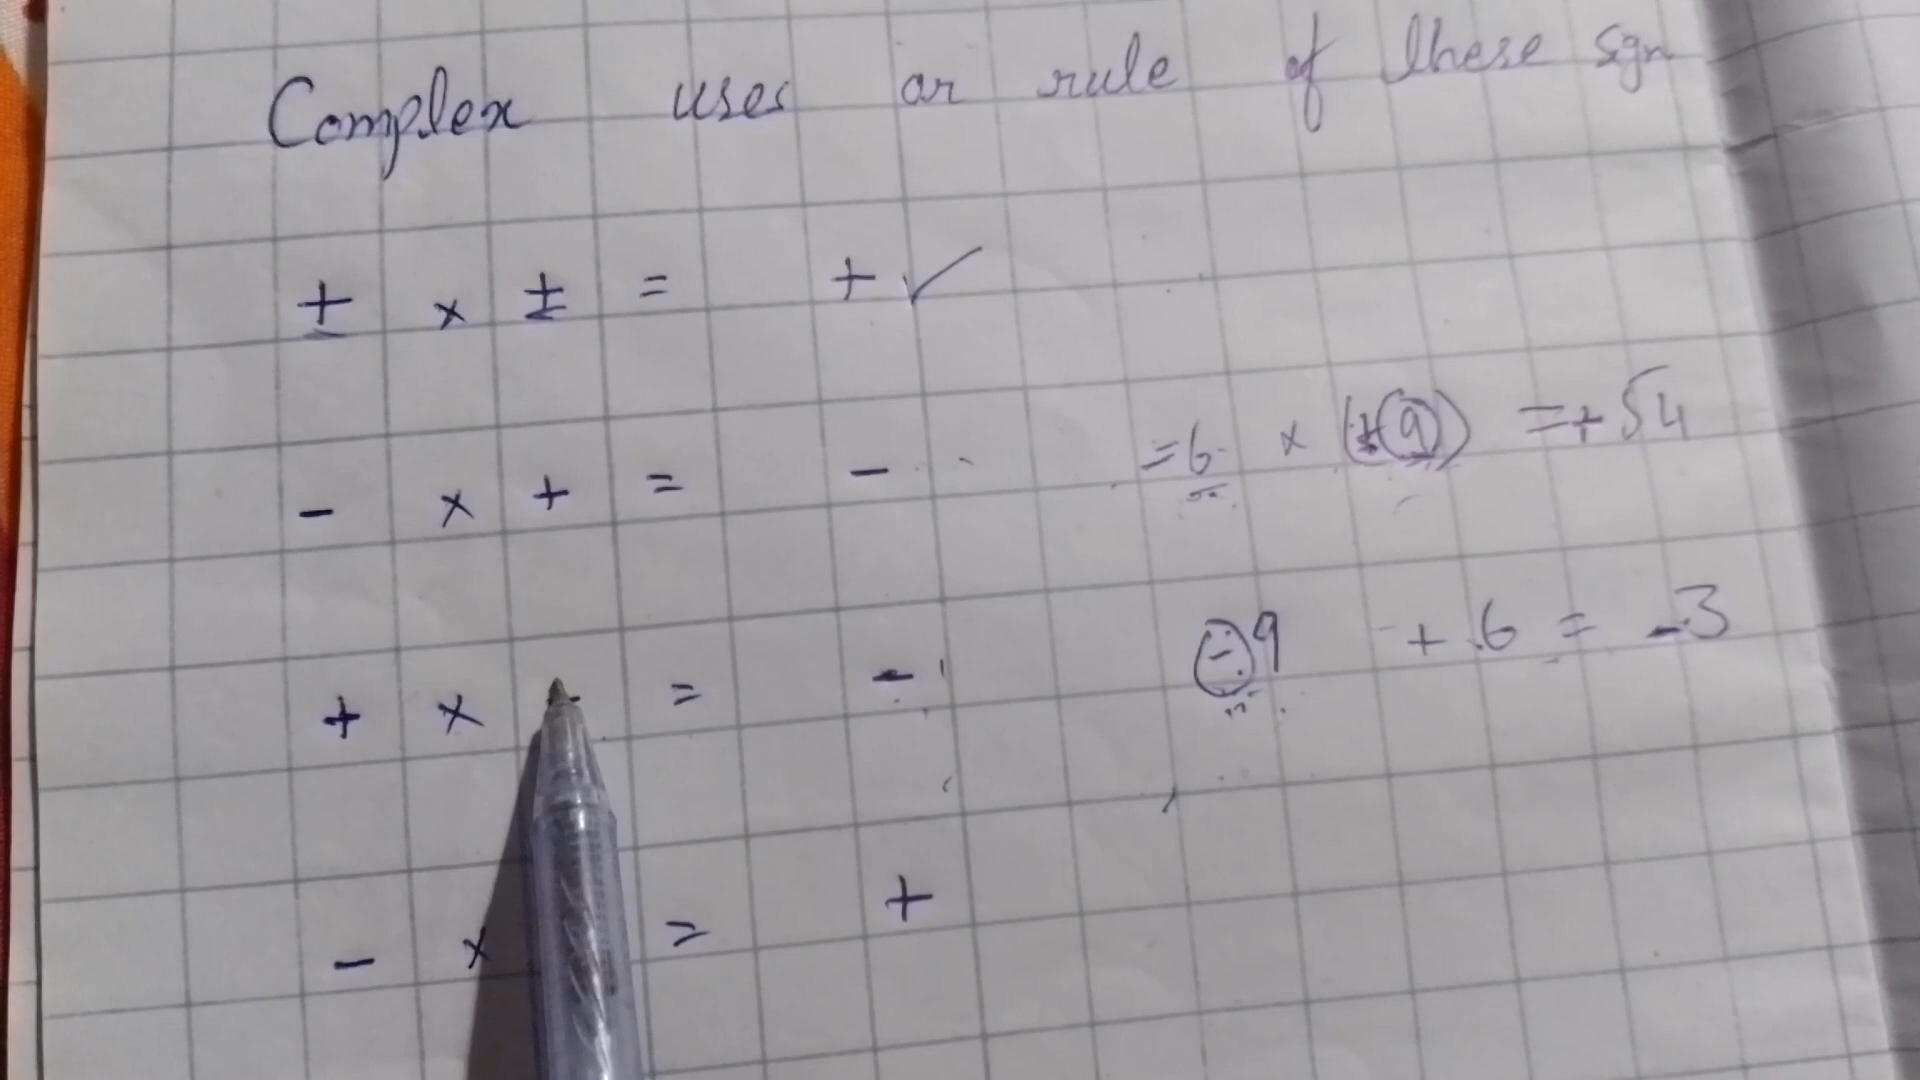 Complex uses or rule of these sign
+ × + = + ✓
- × + = -
= 6 × (+(9)) = + 54
+ × - = -
- 9 + 6 = - 3
- × = +